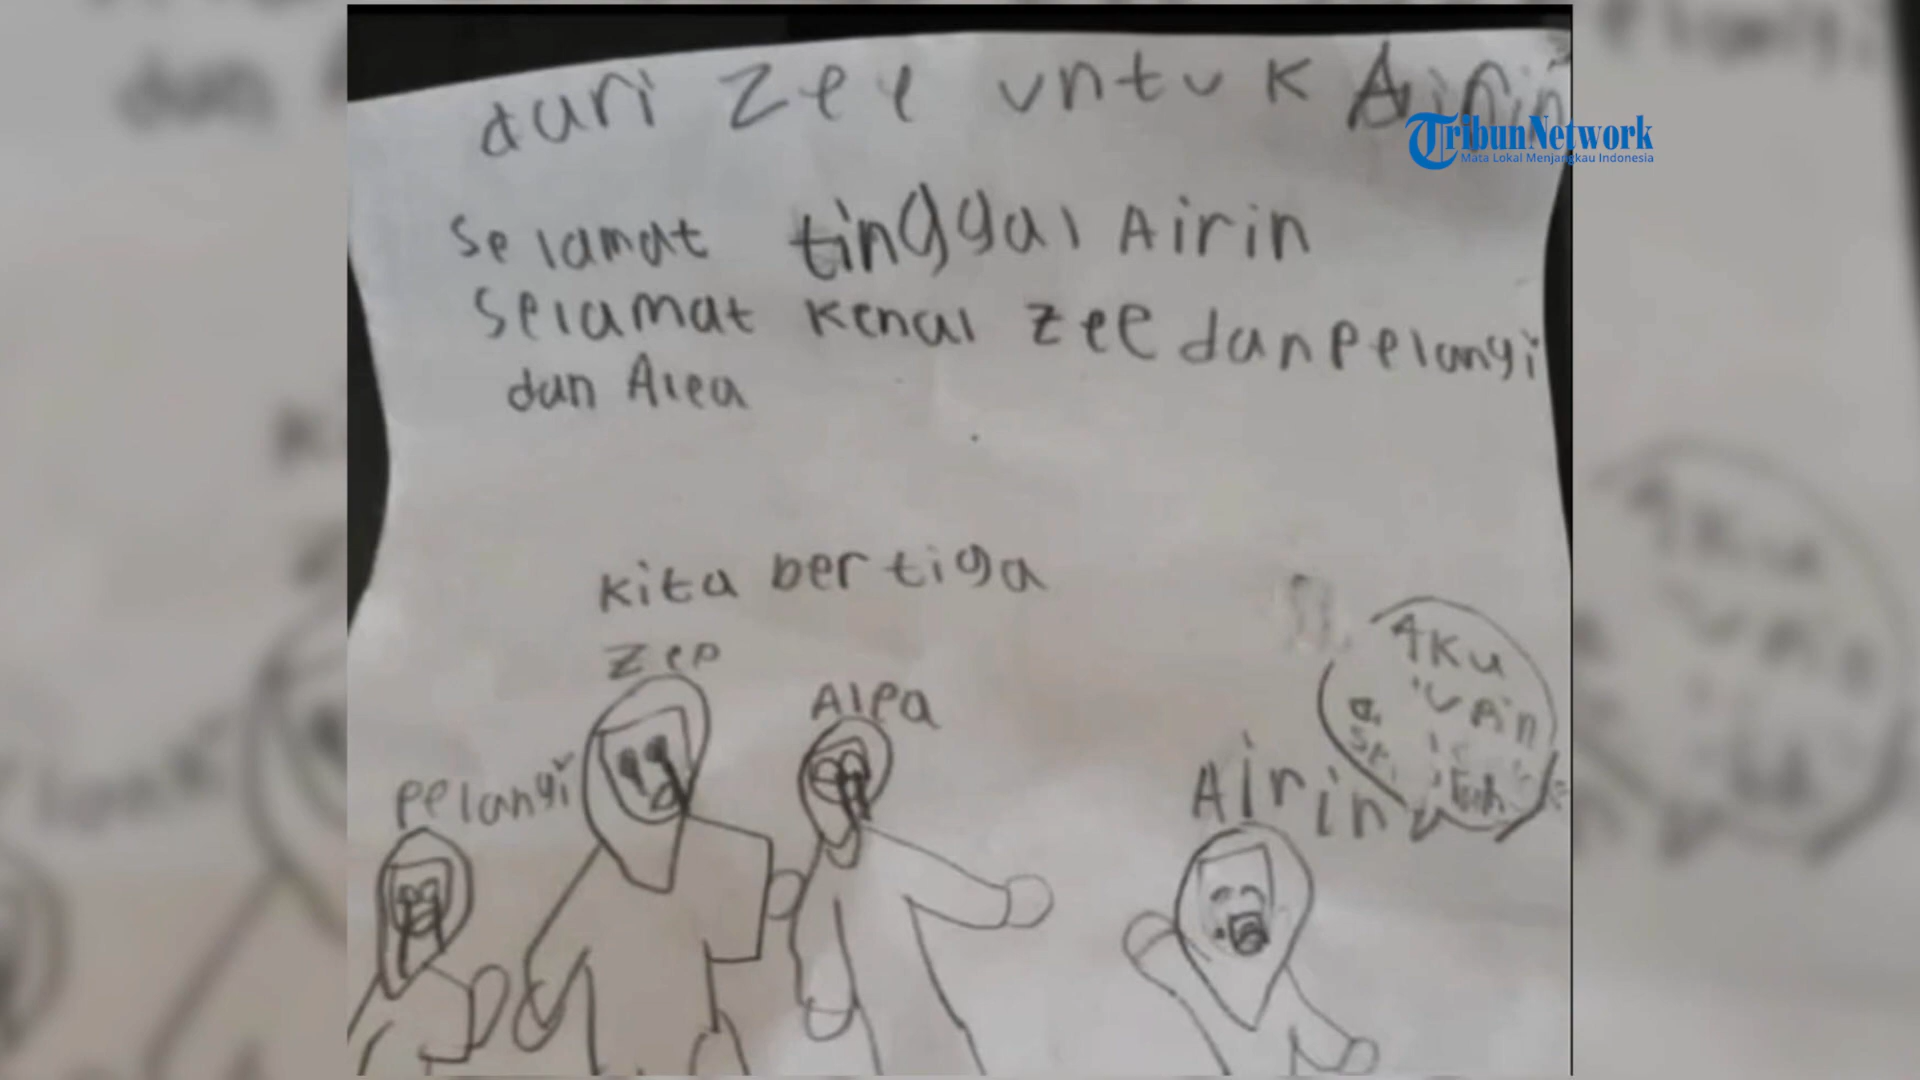 dari Zee untuk Airin
TribunNetwork
Mata Lokal Menjangkau Indonesia
Selamat tinggal Airin
Selamat kenal Zee dan Pelangi
dan Alea
kita bertiga
Zee
Alea
Pelangi
Airin
Aku